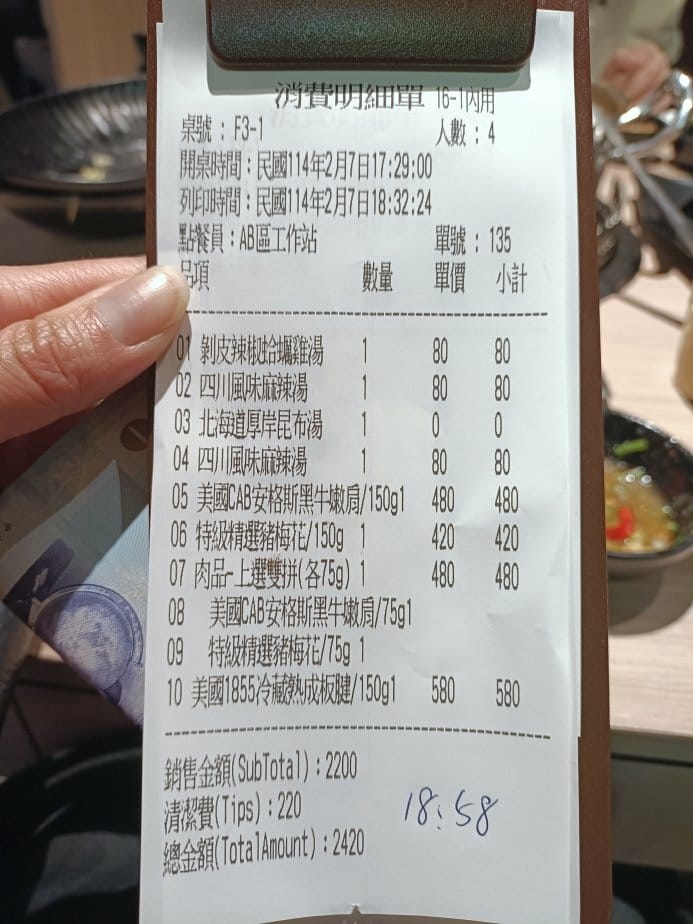 消費明細單 16-1內用
桌號：F3-1 人數：4
開桌時間：民國114年2月7日17:29:00
列印時間：民國114年2月7日18:32:24
點餐員：AB區工作站 單號：135
品項 數量 單價 小計
01 剝皮辣椒蛤蠣雞湯 1 80 80
02 四川風味麻辣湯 1 80 80
03 北海道厚岸昆布湯 1 0 0
04 四川風味麻辣湯 1 80 80
05 美國CAB安格斯黑牛嫩肩/150g1 480 480
06 特級精選豬梅花/150g 1 420 420
07 肉品-上選雙拼(各75g) 1 480 480
08 美國CAB安格斯黑牛嫩肩/75g1
09 特級精選豬梅花/75g 1
10 美國1855冷藏熟成板腱/150g1 580 580
銷售金額(SubTotal)：2200
清潔費(Tips)：220
總金額(TotalAmount)：2420
18:58